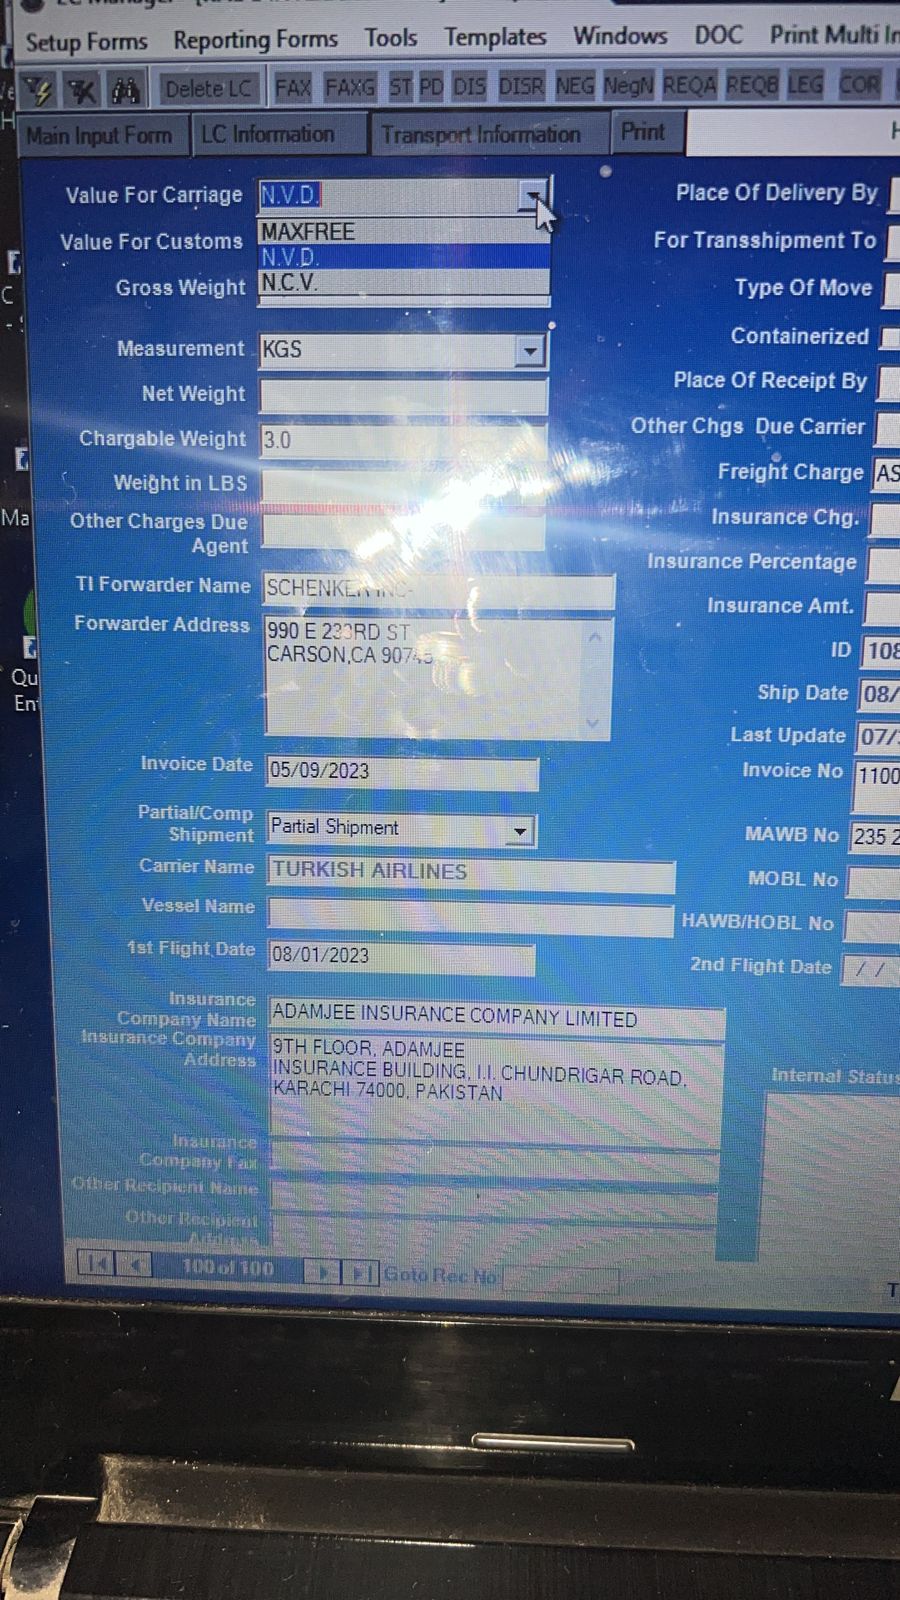 Setup Forms Reporting Forms Tools Templates Windows DOC Print Multi
Delete LC FAX FAXG ST PD DIS DISR NEG NegN REQA REQB LEG COR
Main Input Form LC Information Transport Information Print
Value For Carriage N.V.D. Place Of Delivery By
MAXFREE
Value For Customs For Transshipment To
N.V.D.
N.C.V.
Gross Weight Type Of Move
Containerized
Measurement KGS
Place Of Receipt By
Net Weight
Other Chgs Due Carrier
Chargable Weight 3.0
Freight Charge AS
Weight in LBS
Insurance Chg.
Other Charges Due
Agent
Insurance Percentage
TI Forwarder Name SCHENKER INC
Insurance Amt.
Forwarder Address 990 E 233RD ST
CARSON,CA
ID 108
Ship Date 08/
Last Update 07/
Invoice Date 05/09/2023 Invoice No 1100
Partial/Comp
Shipment Partial Shipment MAWB No 235 2
Carrier Name TURKISH AIRLINES MOBL No
Vessel Name HAWB/HOBL No
1st Flight Date 08/01/2023 2nd Flight Date / /
Insurance
Company Name ADAMJEE INSURANCE COMPANY LIMITED
Insurance Company
Address 9TH FLOOR, ADAMJEE
INSURANCE BUILDING, I.I. CHUNDRIGAR ROAD,
KARACHI 74000, PAKISTAN
Internal Status
Insurance
Company Fax
Other Recipient Name
Other Recipient
Address
100 of 100 Goto Rec No